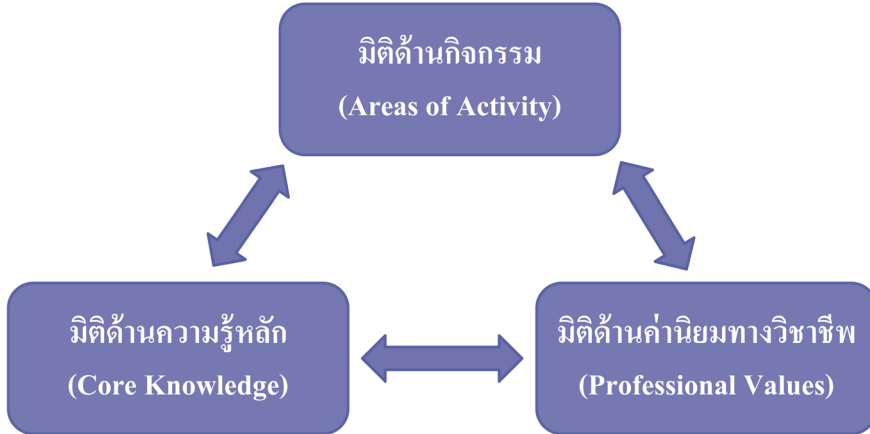 มิติด้านกิจกรรม
(Areas of Activity)
มิติด้านความรู้หลัก
(Core Knowledge)
มิติด้านค่านิยมทางวิชาชีพ
(Professional Values)